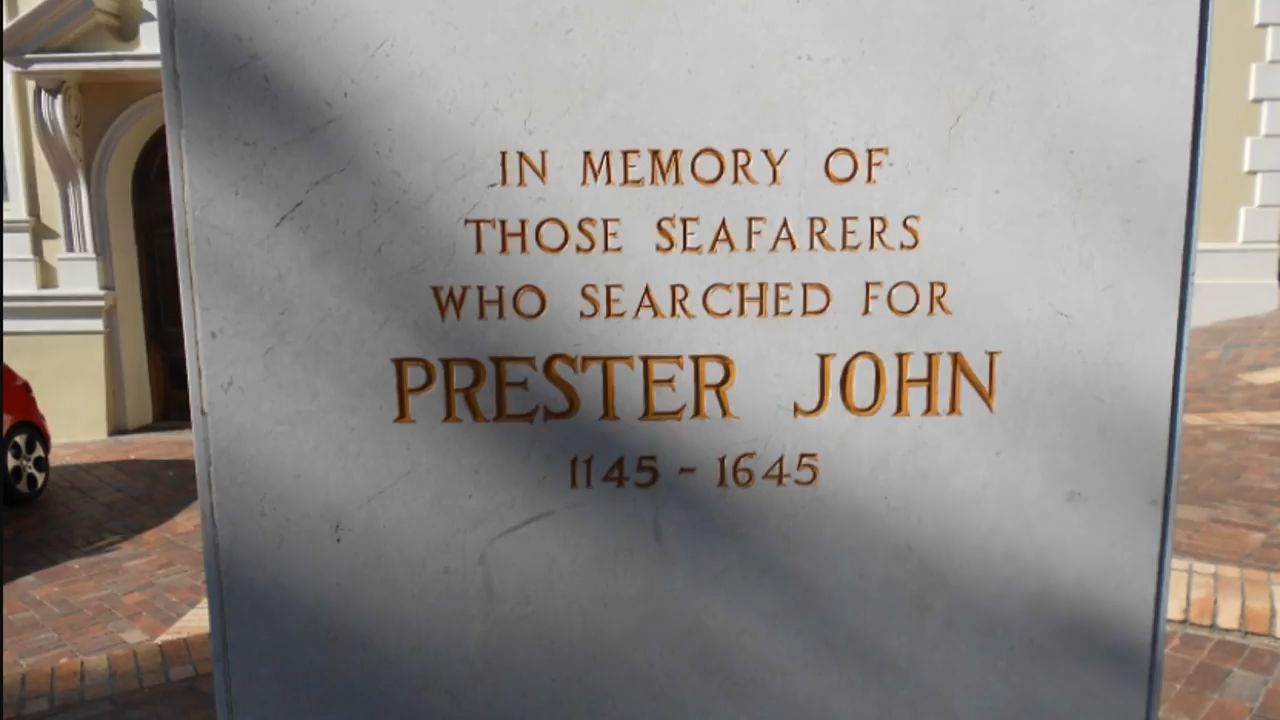 IN MEMORY OF
THOSE SEAFARERS
WHO SEARCHED FOR
PRESTER JOHN
1145 - 1645